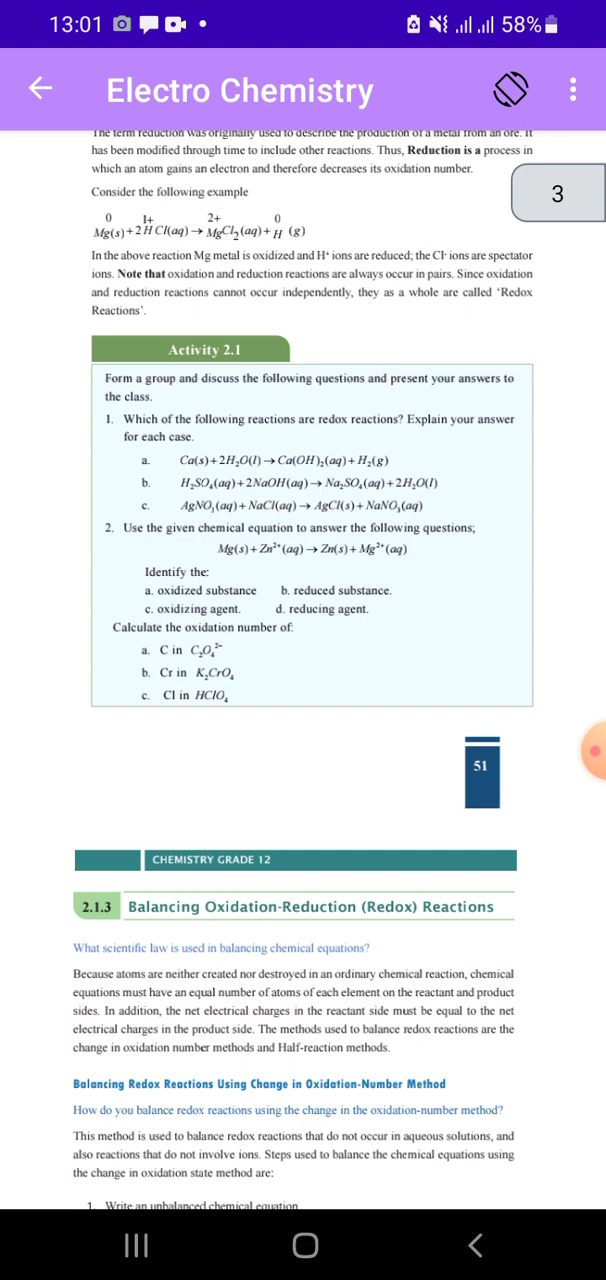 13:01 58%
Electro Chemistry
The term reduction was originally used to describe the production of a metal from an ore. It
has been modified through time to include other reactions. Thus, Reduction is a process in
which an atom gains an electron and therefore decreases its oxidation number.
3
Consider the following example
0 1+ 2+ 0
Mg(s)+2HCl(aq)→MgCl₂(aq)+H (g)
In the above reaction Mg metal is oxidized and H⁺ ions are reduced; the Cl⁻ ions are spectator
ions. Note that oxidation and reduction reactions are always occur in pairs. Since oxidation
and reduction reactions cannot occur independently, they as a whole are called ‘Redox
Reactions’.
Activity 2.1
Form a group and discuss the following questions and present your answers to
the class.
1. Which of the following reactions are redox reactions? Explain your answer
for each case.
a. Ca(s)+2H₂O(l)→Ca(OH)₂(aq)+H₂(g)
b. H₂SO₄(aq)+2NaOH(aq)→Na₂SO₄(aq)+2H₂O(l)
c. AgNO₃(aq)+NaCl(aq)→AgCl(s)+NaNO₃(aq)
2. Use the given chemical equation to answer the following questions;
Mg(s)+Zn²⁺(aq)→Zn(s)+Mg²⁺(aq)
Identify the:
a. oxidized substance b. reduced substance.
c. oxidizing agent. d. reducing agent.
Calculate the oxidation number of:
a. C in C₂O₄²⁻
b. Cr in K₂CrO₄
c. Cl in HClO₄
51
CHEMISTRY GRADE 12
2.1.3 Balancing Oxidation-Reduction (Redox) Reactions
What scientific law is used in balancing chemical equations?
Because atoms are neither created nor destroyed in an ordinary chemical reaction, chemical
equations must have an equal number of atoms of each element on the reactant and product
sides. In addition, the net electrical charges in the reactant side must be equal to the net
electrical charges in the product side. The methods used to balance redox reactions are the
change in oxidation number methods and Half-reaction methods.
Balancing Redox Reactions Using Change in Oxidation-Number Method
How do you balance redox reactions using the change in the oxidation-number method?
This method is used to balance redox reactions that do not occur in aqueous solutions, and
also reactions that do not involve ions. Steps used to balance the chemical equations using
the change in oxidation state method are:
1. Write an unbalanced chemical equation